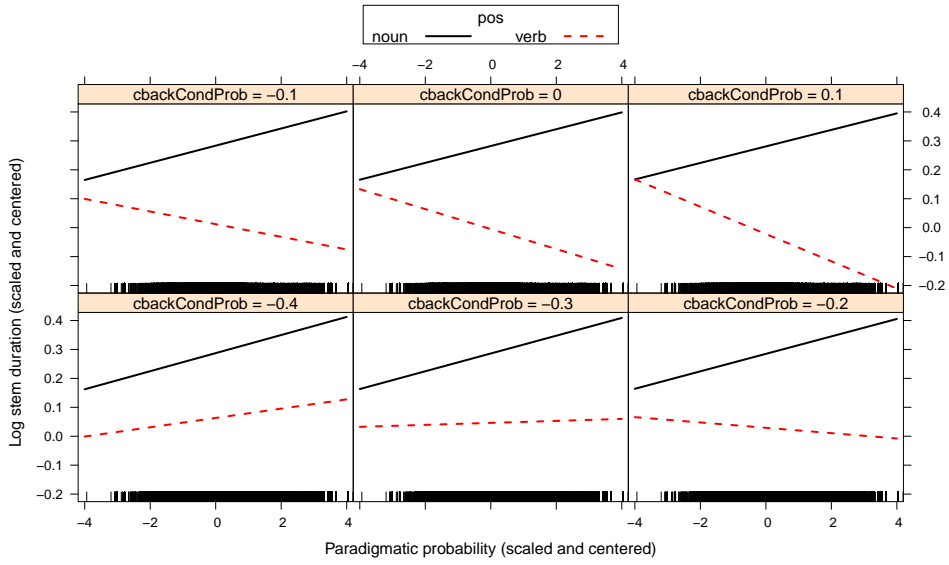 pos
noun verb
−4 −2 0 2 4
cbackCondProb = −0.1 cbackCondProb = 0 cbackCondProb = 0.1
0.4
0.3
0.2
0.1
0.0
−0.1
−0.2
cbackCondProb = −0.4 cbackCondProb = −0.3 cbackCondProb = −0.2
0.4
0.3
0.2
0.1
0.0
−0.1
−0.2
−4 −2 0 2 4 −4 −2 0 2 4
Log stem duration (scaled and centered)
Paradigmatic probability (scaled and centered)